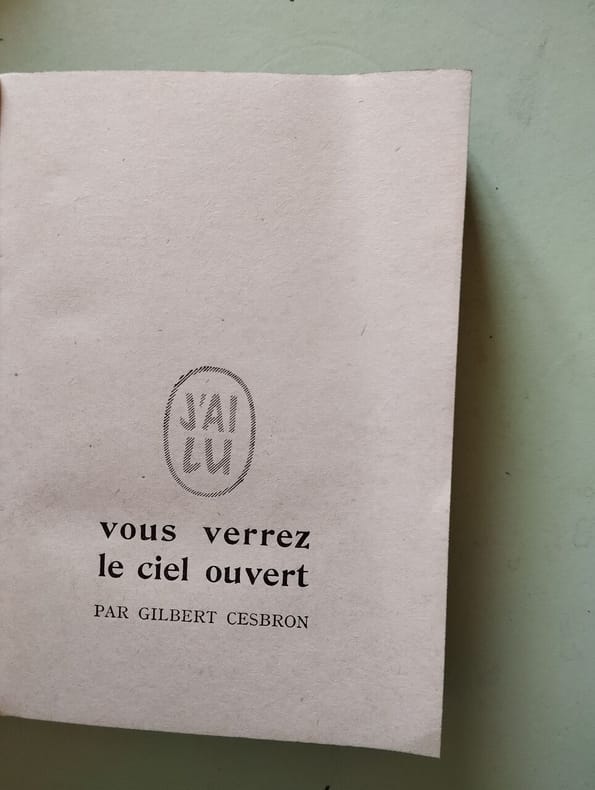 J'AI
LU
vous verrez
le ciel ouvert
PAR GILBERT CESBRON